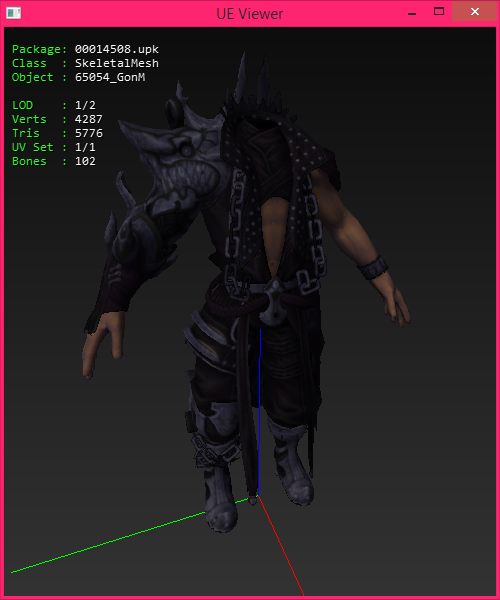 UE Viewer
Package: 00014508.upk
Class  : SkeletalMesh
Object : 65054_GonM
LOD    : 1/2
Verts  : 4287
Tris   : 5776
UV Set : 1/1
Bones  : 102